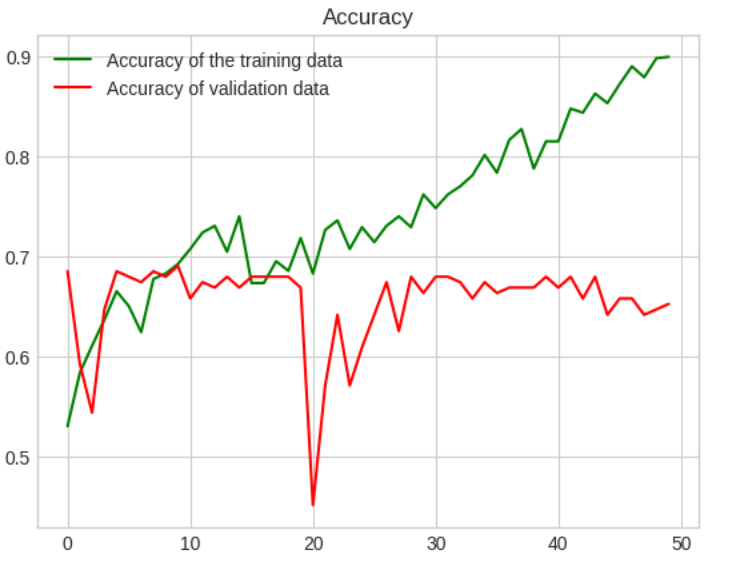 Accuracy
Accuracy of the training data
Accuracy of validation data
0.9
0.8
0.7
0.6
0.5
0 10 20 30 40 50